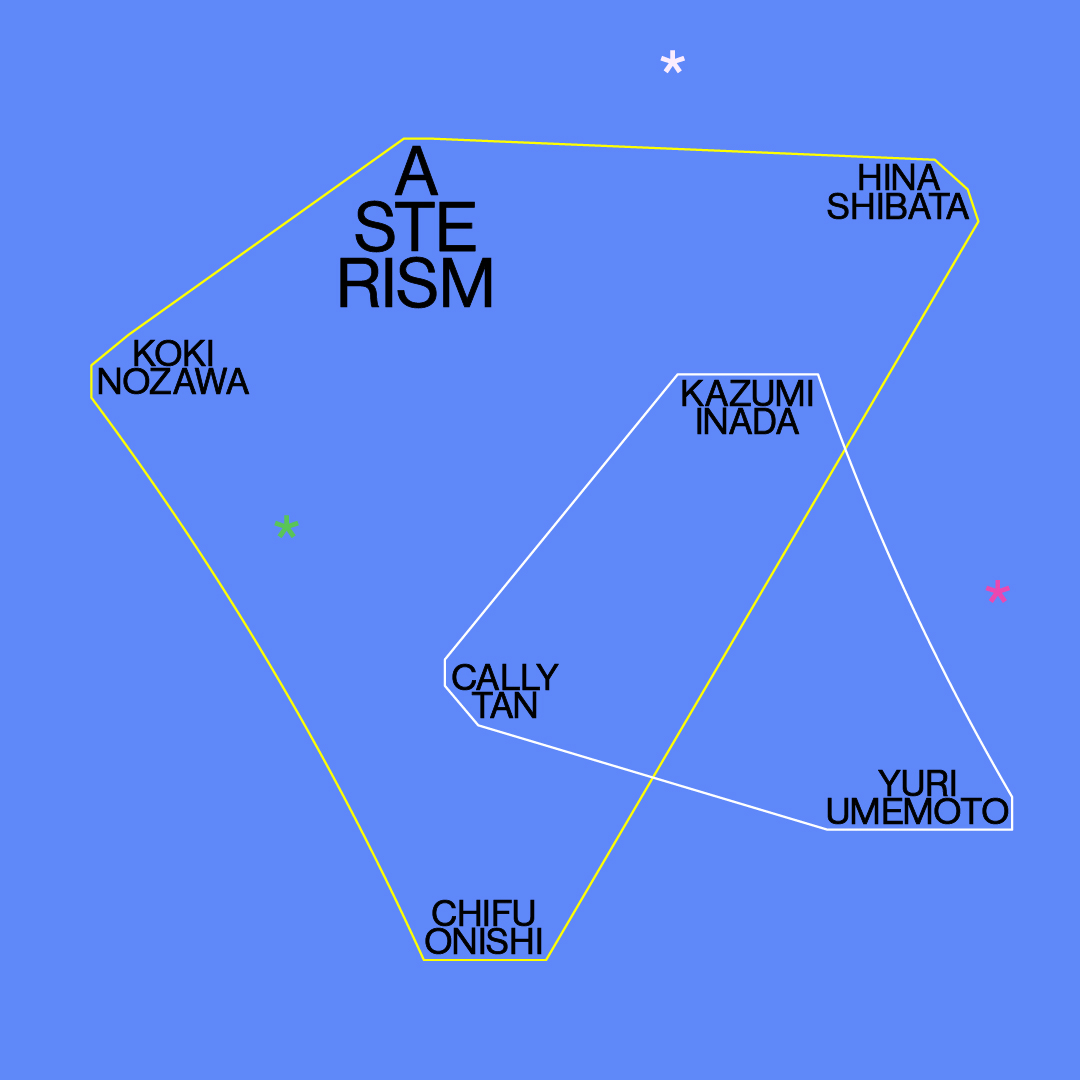 *
A
STE
RISM
HINA
SHIBATA
KOKI
NOZAWA
KAZUMI
INADA
*
*
CALLY
TAN
YURI
UMEMOTO
CHIFU
ONISHI